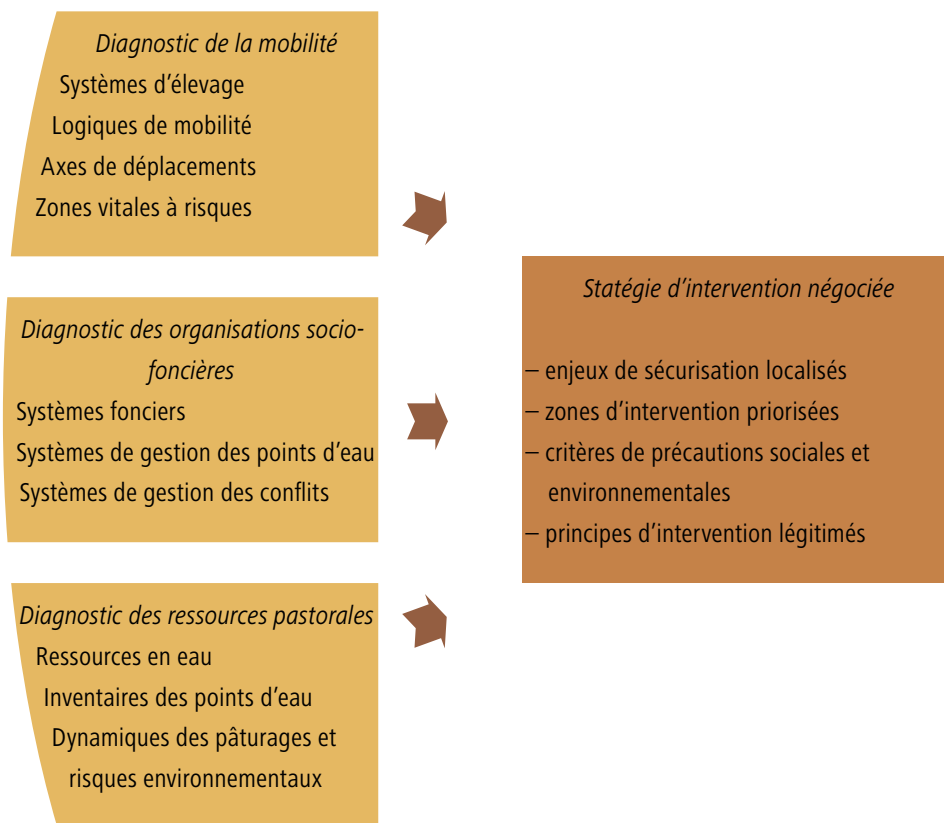 Diagnostic de la mobilité
Systèmes d'élevage
Logiques de mobilité
Axes de déplacements
Zones vitales à risques
Diagnostic des organisations socio-
foncières
Systèmes fonciers
Systèmes de gestion des points d'eau
Systèmes de gestion des conflits
Diagnostic des ressources pastorales
Ressources en eau
Inventaires des points d'eau
Dynamiques des pâturages et
risques environnementaux
Statégie d'intervention négociée
– enjeux de sécurisation localisés
– zones d'intervention priorisées
– critères de précautions sociales et
environnementales
– principes d'intervention légitimés